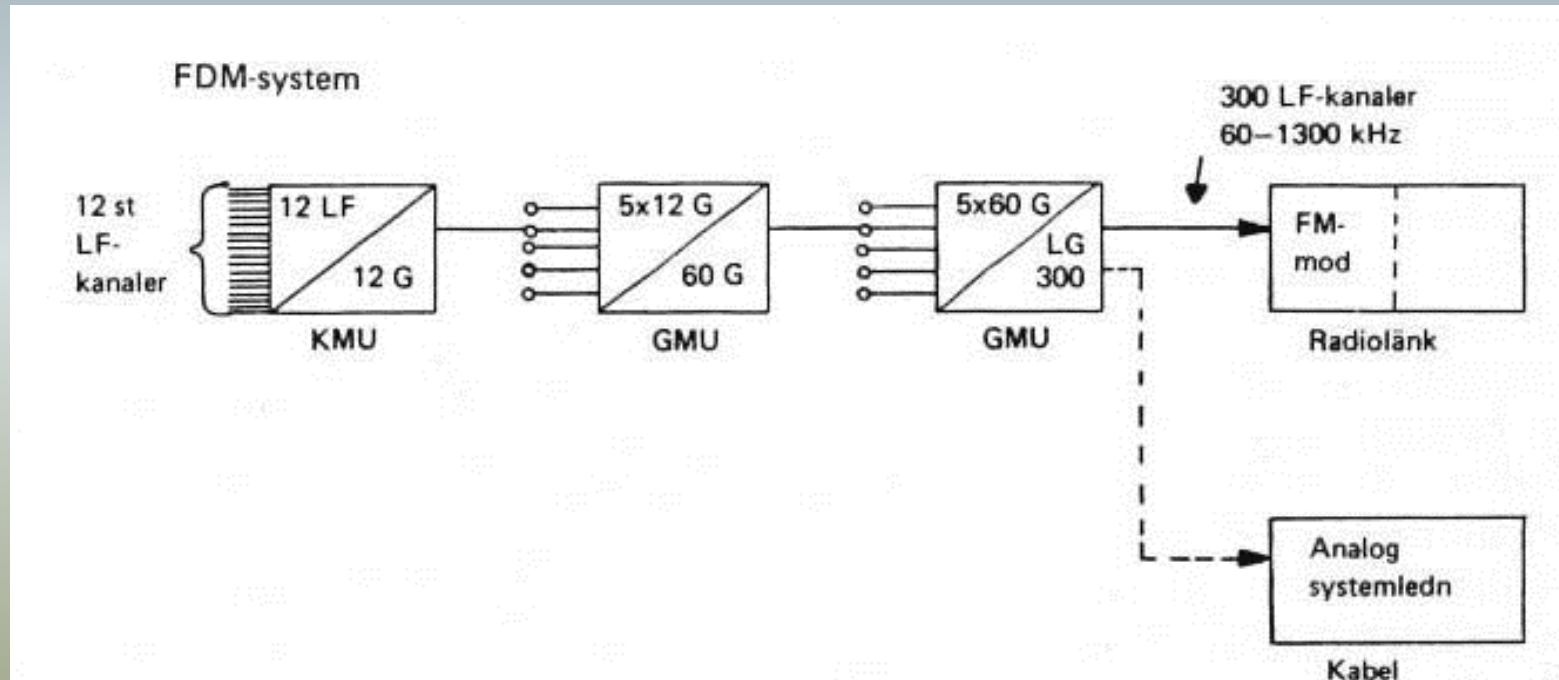 FDM-system
300 LF-kanaler
60–1300 kHz
12 st
LF-
kanaler
12 LF
12 G
KMU
5x12 G
60 G
GMU
5x60 G
LG
300
GMU
FM-
mod
Radiolänk
Analog
systemledn
Kabel